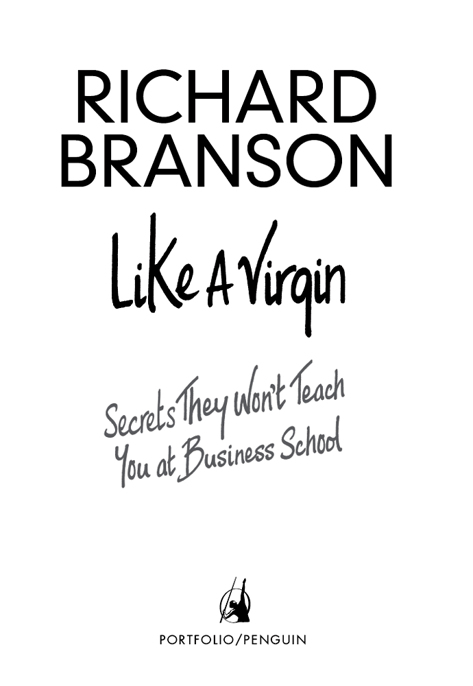 RICHARD
BRANSON
Like A Virgin
Secrets They Won't Teach
You at Business School
PORTFOLIO/PENGUIN